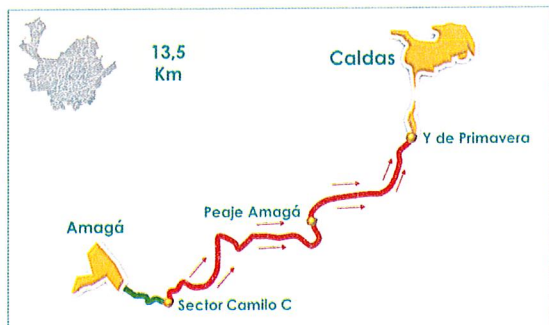 13,5
Km
Caldas
Y de Primavera
Peaje Amagá
Amagá
Sector Camilo C